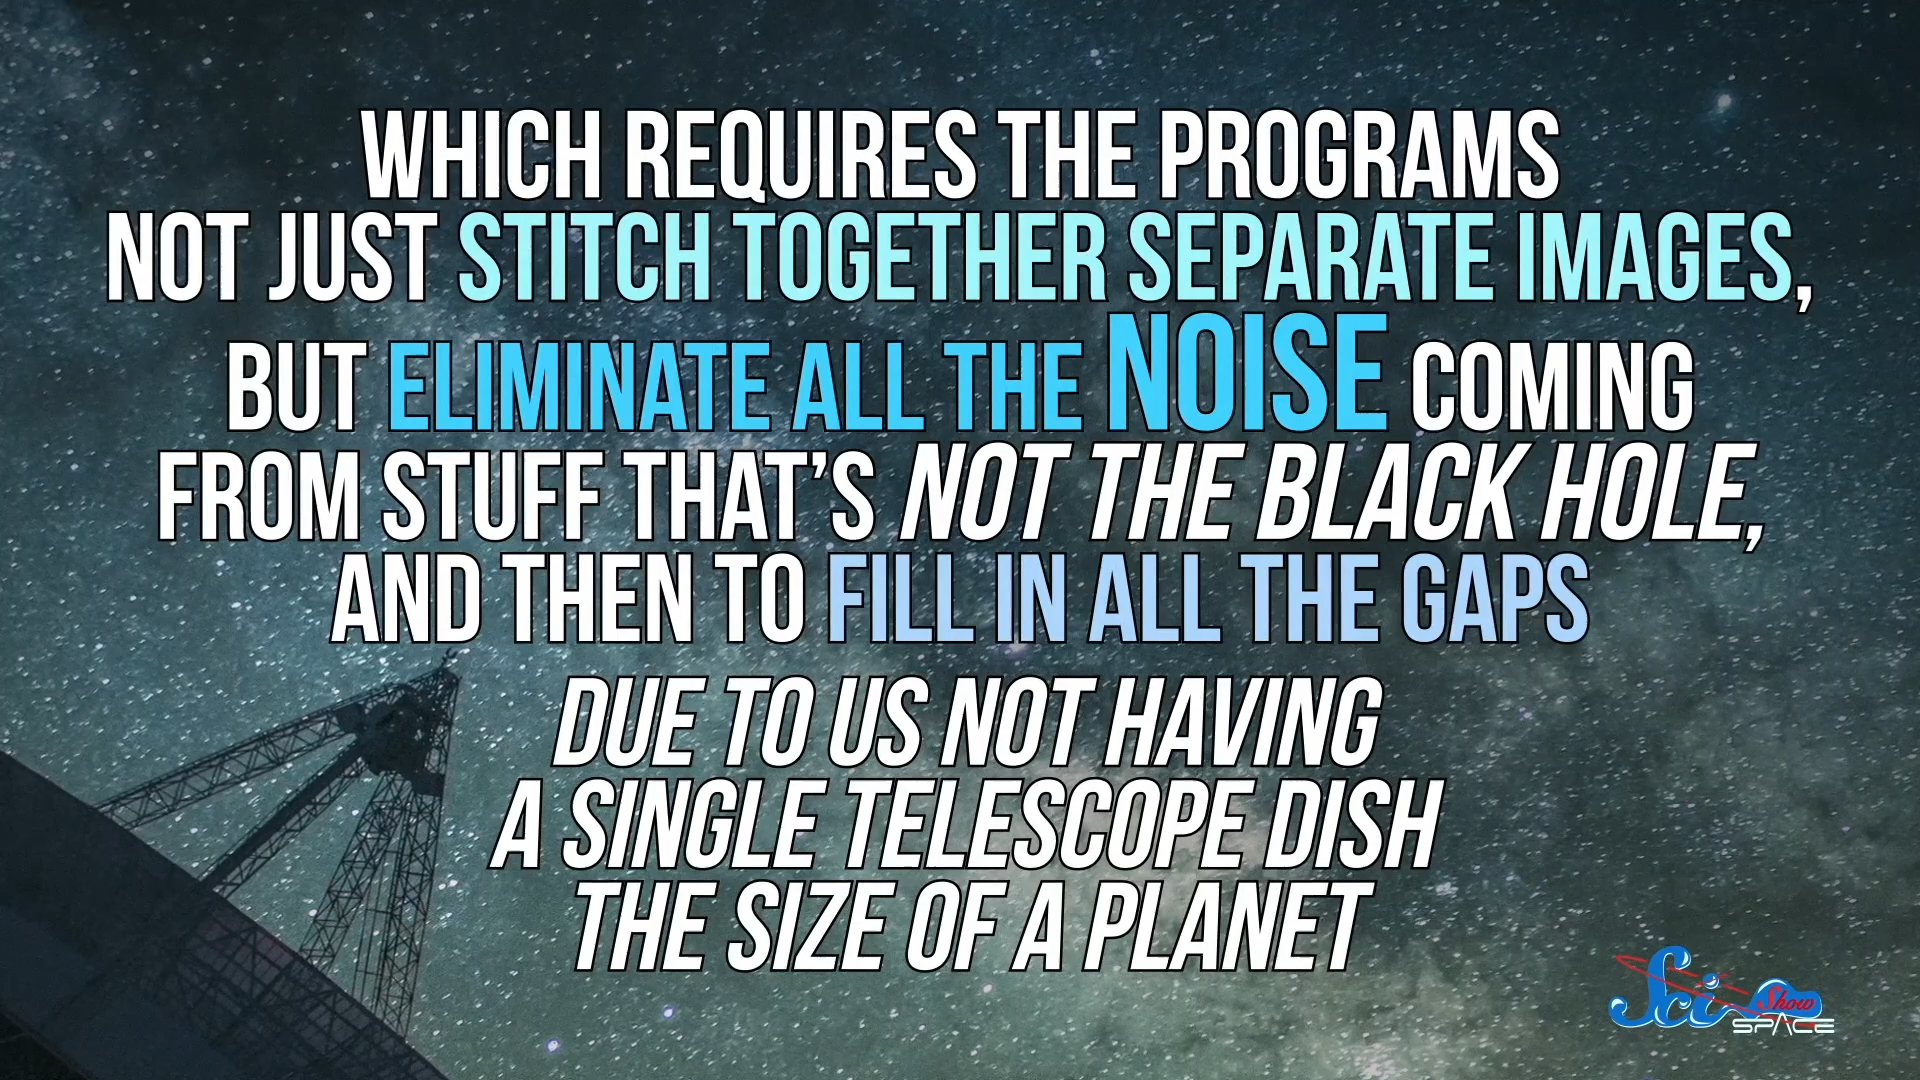 WHICH REQUIRES THE PROGRAMS
NOT JUST STITCH TOGETHER SEPARATE IMAGES,
BUT ELIMINATE ALL THE NOISE COMING
FROM STUFF THAT'S NOT THE BLACK HOLE,
AND THEN TO FILL IN ALL THE GAPS
DUE TO US NOT HAVING
A SINGLE TELESCOPE DISH
THE SIZE OF A PLANET
Sci Show
SPACE